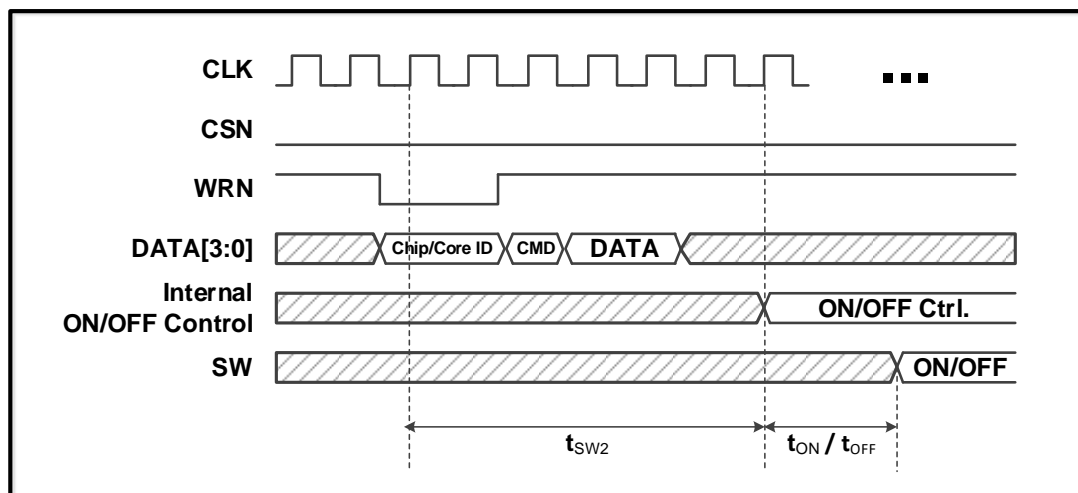 CLK
CSN
WRN
DATA[3:0] Chip/Core ID CMD DATA
Internal
ON/OFF Control ON/OFF Ctrl.
SW ON/OFF
tSW2 tON / tOFF